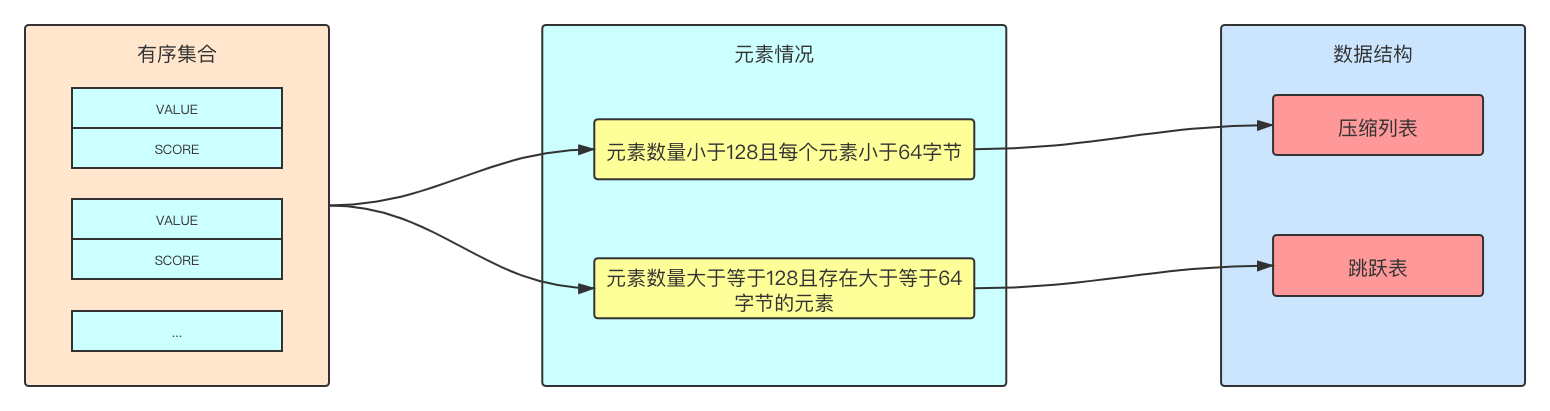 有序集合
VALUE
SCORE
VALUE
SCORE
...
元素情况
元素数量小于128且每个元素小于64字节
元素数量大于等于128且存在大于等于64
字节的元素
数据结构
压缩列表
跳跃表